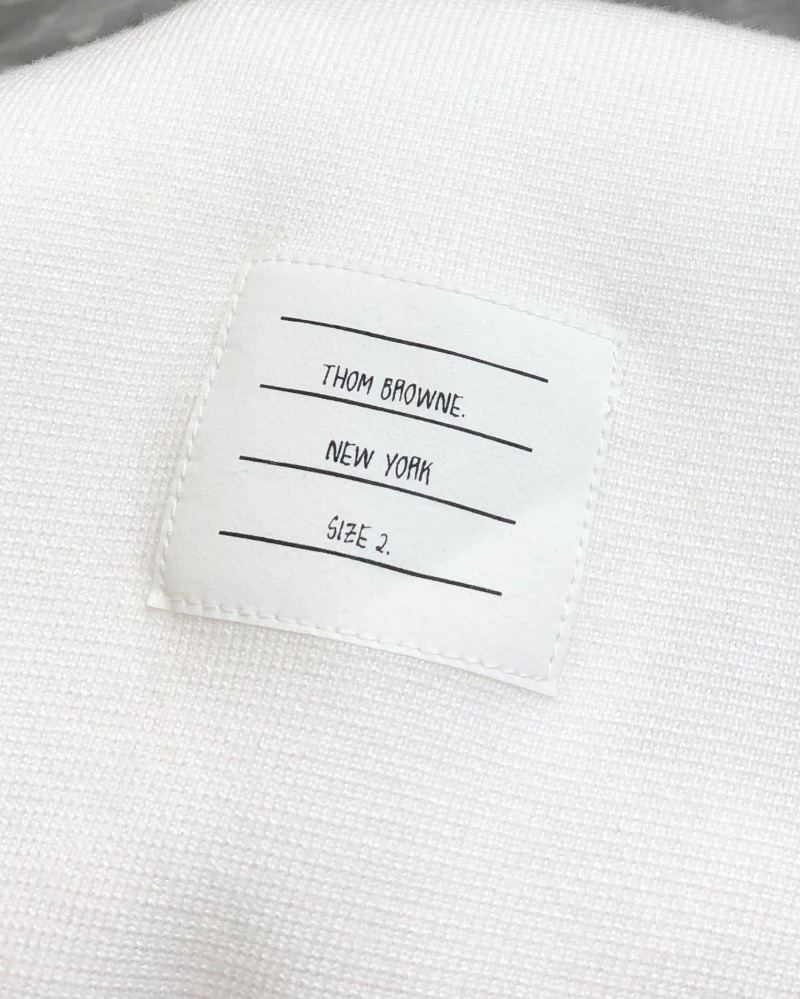 THOM BROWNE.
NEW YORK
SIZE 2.